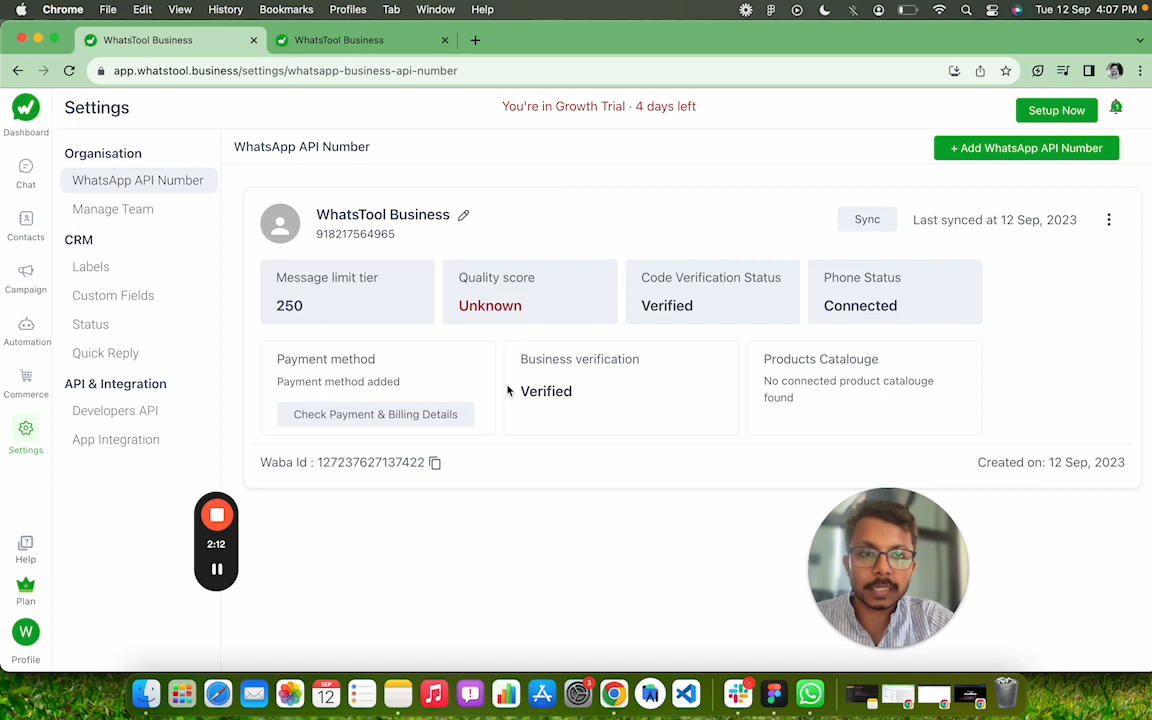 Chrome File Edit View History Bookmarks Profiles Tab Window Help Tue 12 Sep 4:07 PM
WhatsTool Business WhatsTool Business
app.whatstool.business/settings/whatsapp-business-api-number
Settings You're in Growth Trial · 4 days left Setup Now
Dashboard
Chat
Contacts
Campaign
Automation
Commerce
Settings
Help
Plan
W
Profile
Organisation
WhatsApp API Number
Manage Team
CRM
Labels
Custom Fields
Status
Quick Reply
API & Integration
Developers API
App Integration
WhatsApp API Number + Add WhatsApp API Number
WhatsTool Business
918217564965
Sync Last synced at 12 Sep, 2023
Message limit tier Quality score Code Verification Status Phone Status
250 Unknown Verified Connected
Payment method Business verification Products Catalouge
Payment method added
Verified
No connected product catalouge
found
Check Payment & Billing Details
Waba Id : 127237627137422 Created on: 12 Sep, 2023
2:12
SEP
12
3